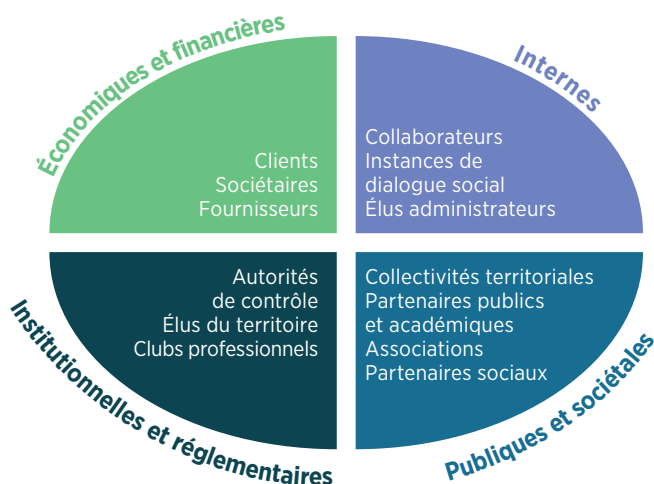 Économiques et financières
Clients
Sociétaires
Fournisseurs
Internes
Collaborateurs
Instances de
dialogue social
Élus administrateurs
Institutionnelles et réglementaires
Autorités
de contrôle
Élus du territoire
Clubs professionnels
Publiques et sociétales
Collectivités territoriales
Partenaires publics
et académiques
Associations
Partenaires sociaux